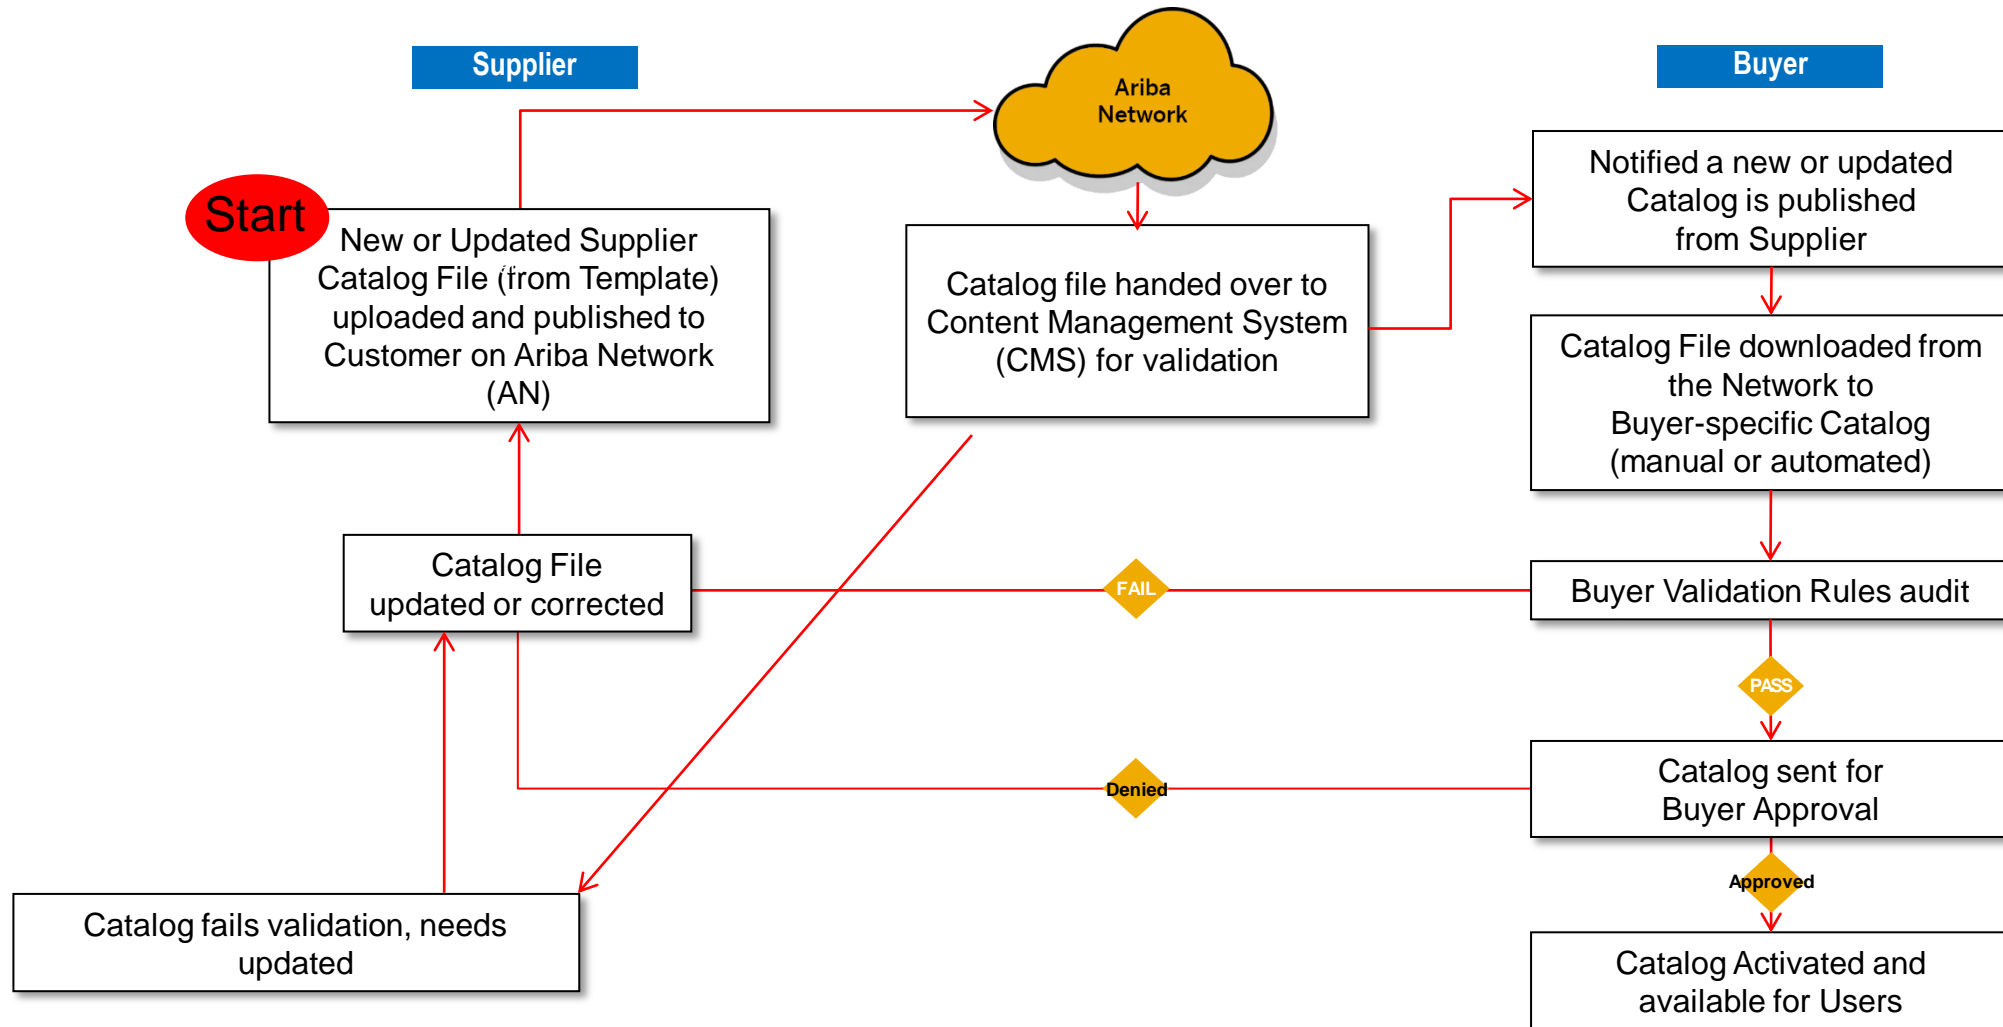 Supplier
Ariba
Network
Buyer
Start
New or Updated Supplier
Catalog File (from Template)
uploaded and published to
Customer on Ariba Network
(AN)
Catalog file handed over to
Content Management System
(CMS) for validation
Notified a new or updated
Catalog is published
from Supplier
Catalog File downloaded from
the Network to
Buyer-specific Catalog
(manual or automated)
Catalog File
updated or corrected
FAIL
Buyer Validation Rules audit
PASS
Denied
Catalog sent for
Buyer Approval
Approved
Catalog fails validation, needs
updated
Catalog Activated and
available for Users